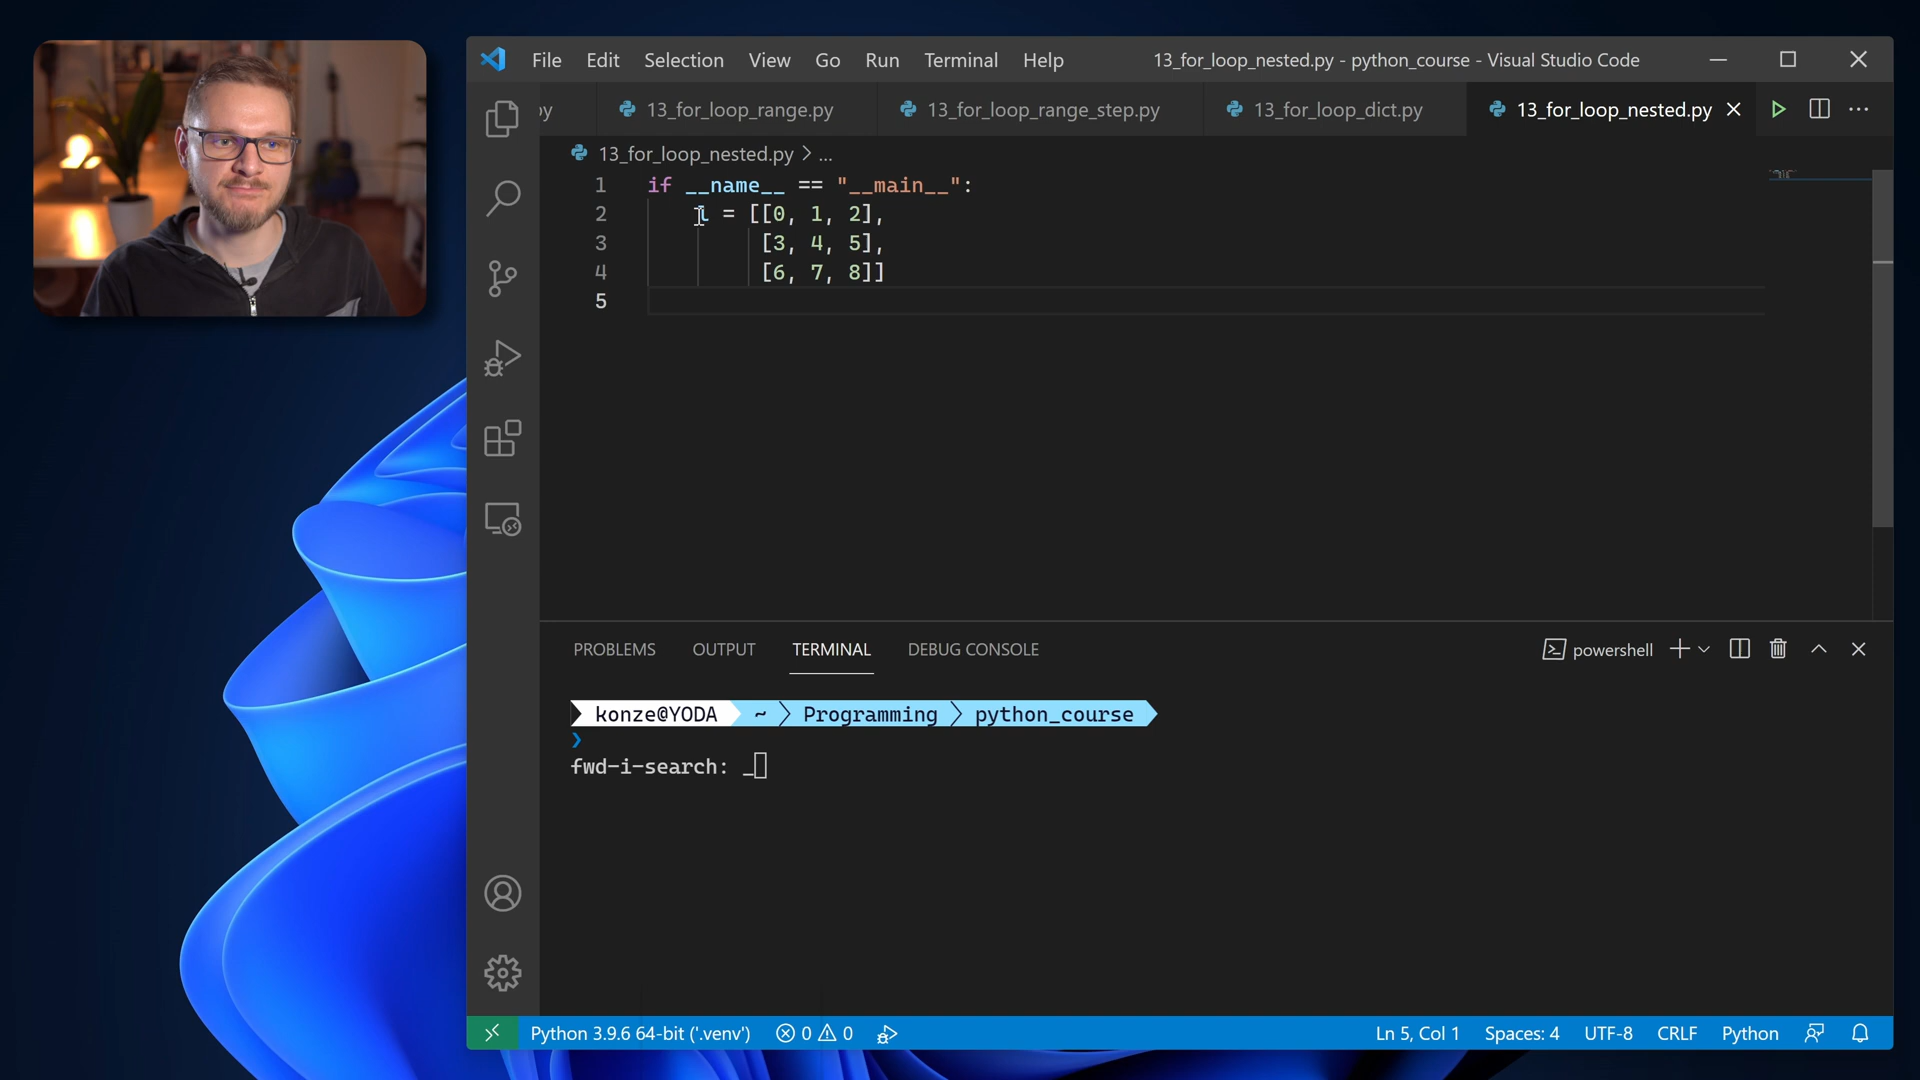 File Edit Selection View Go Run Terminal Help 13_for_loop_nested.py - python_course - Visual Studio Code
py 13_for_loop_range.py 13_for_loop_range_step.py 13_for_loop_dict.py 13_for_loop_nested.py
13_for_loop_nested.py > ...
1 if __name__ == "__main__":
2 = [[0, 1, 2],
3 [3, 4, 5],
4 [6, 7, 8]]
5
PROBLEMS OUTPUT TERMINAL DEBUG CONSOLE powershell
konze@YODA ~ Programming python_course
❯
fwd-i-search: _
Python 3.9.6 64-bit ('.venv') 0 0 Ln 5, Col 1 Spaces: 4 UTF-8 CRLF Python